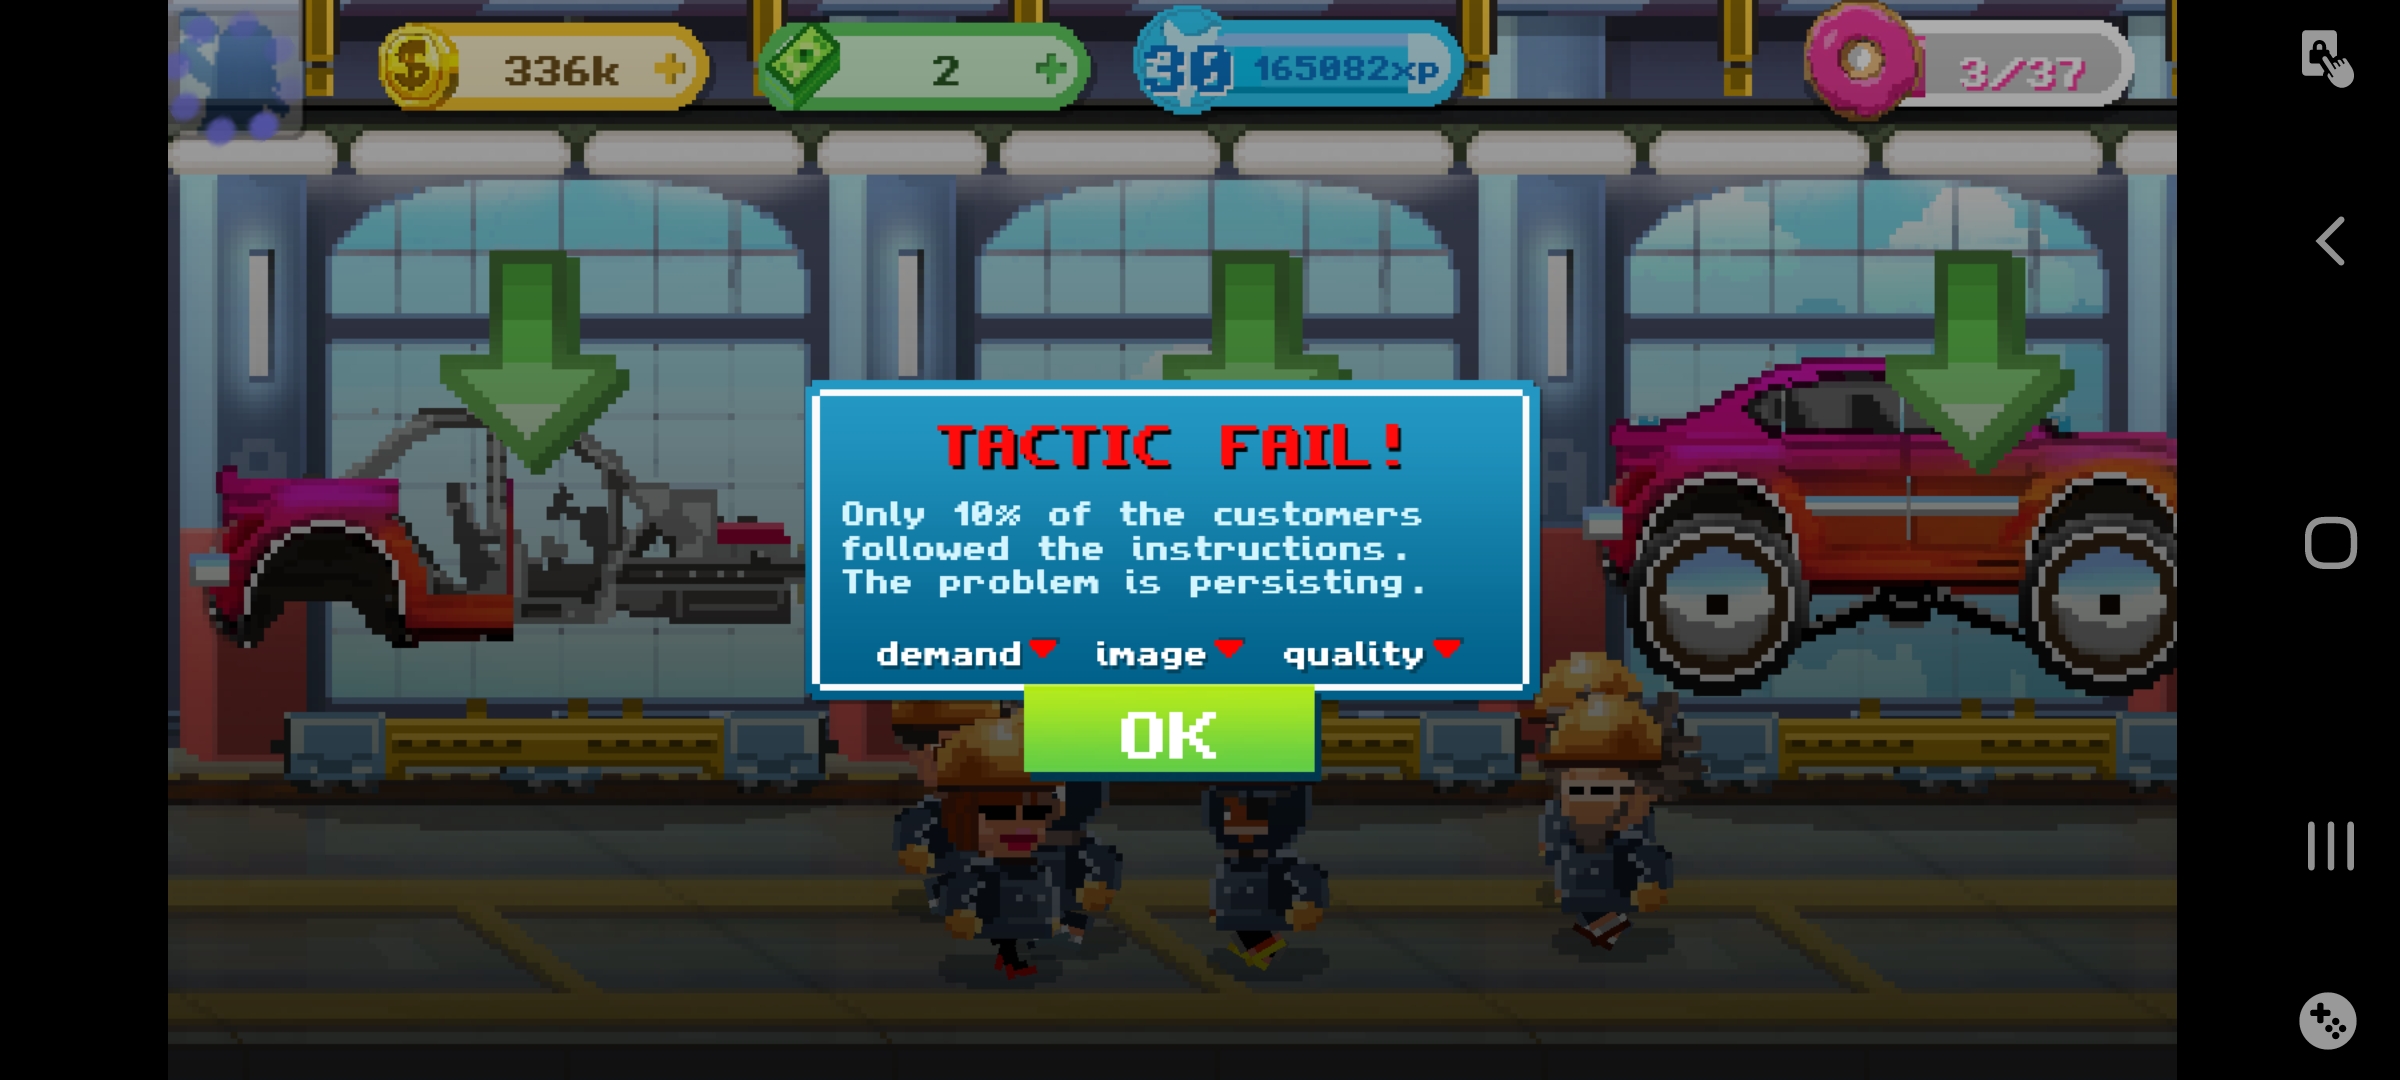 336k
2
30 165082xp
3/37
TACTIC FAIL!
Only 10% of the customers
followed the instructions.
The problem is persisting.
demand image quality
OK